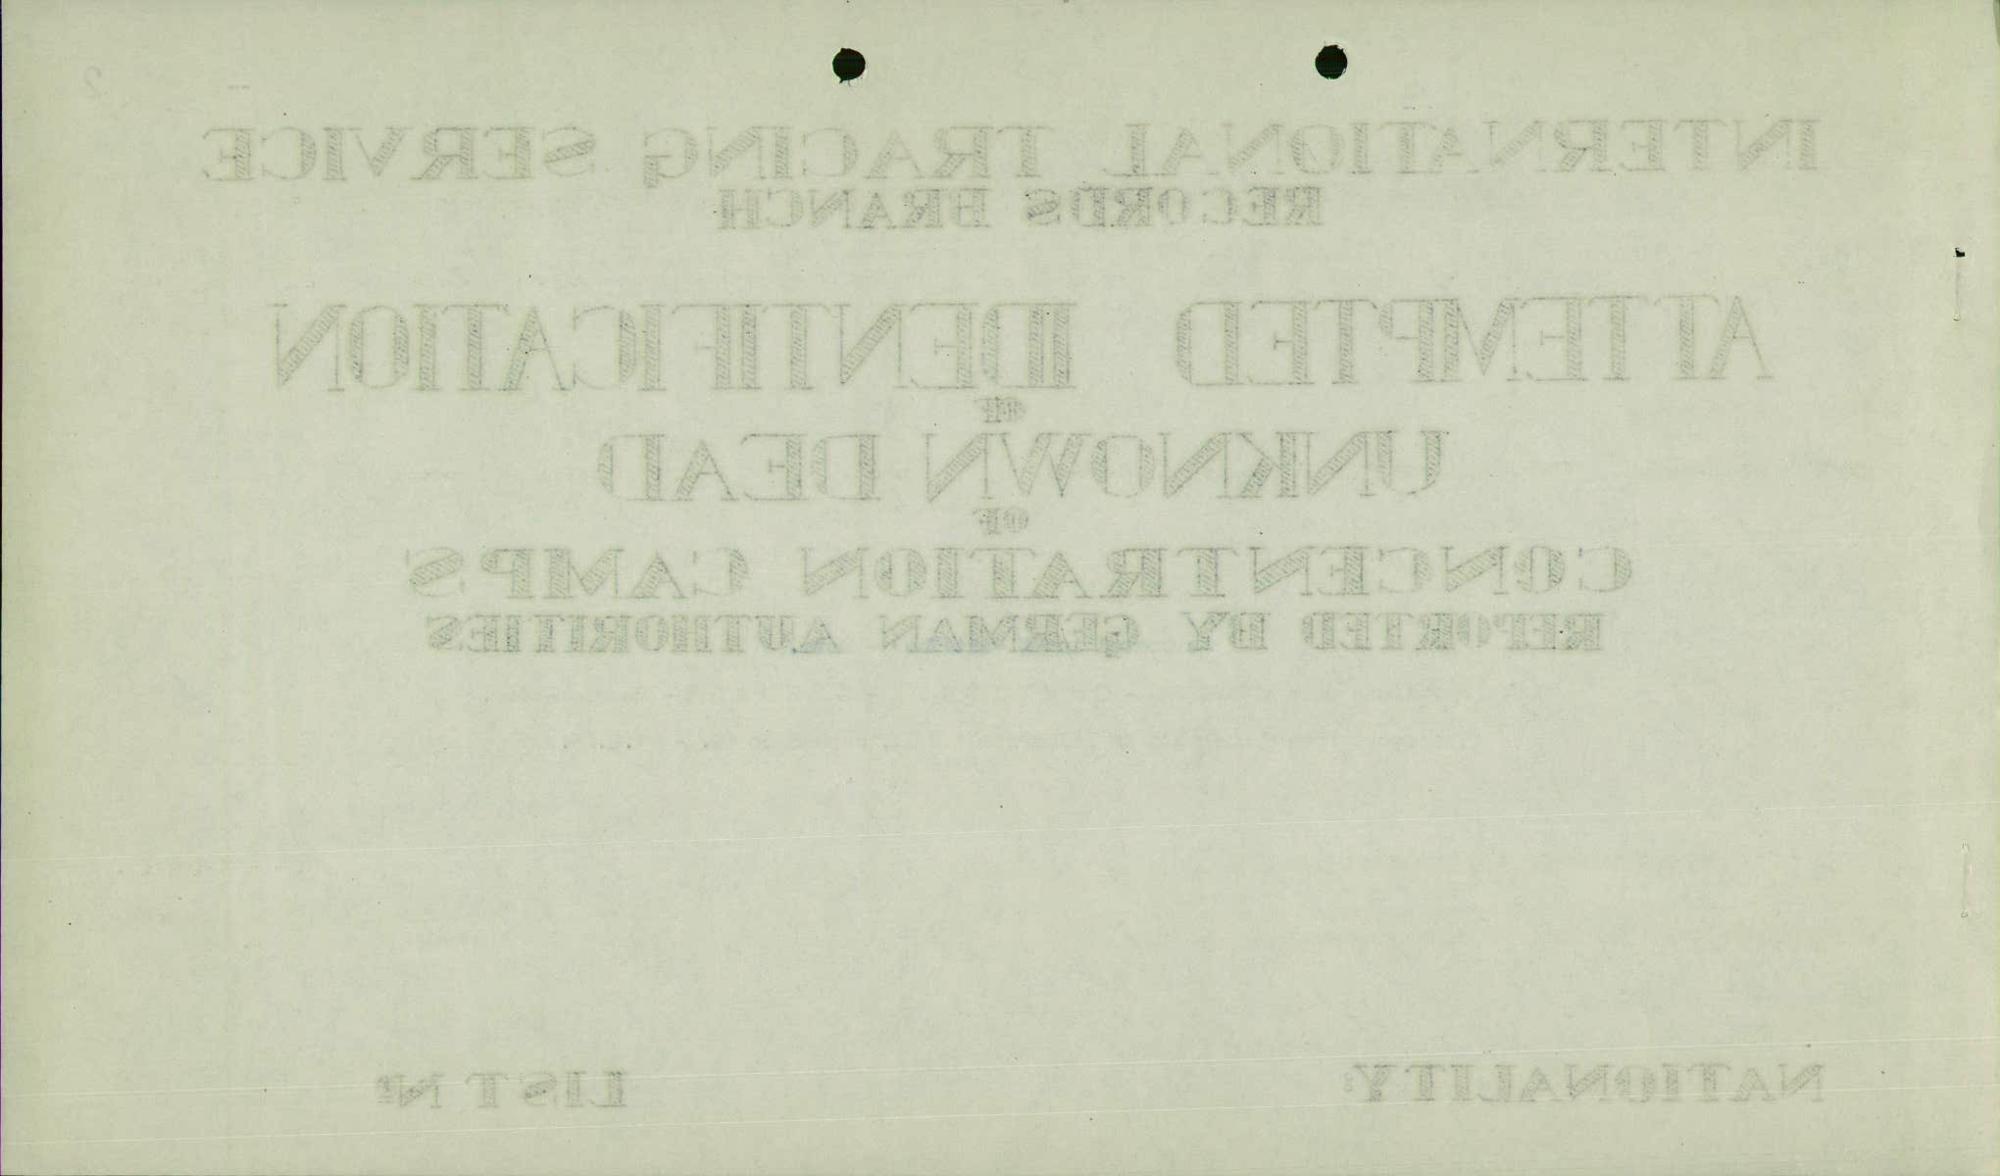 2
INTERNATIONAL TRACING SERVICE
RECORDS BRANCH
ATTEMPTED IDENTIFICATION
OF
UNKNOWN DEAD
OF
CONCENTRATION CAMPS
REPORTED BY GERMAN AUTHORITIES
NATIONALITY: LIST Nº